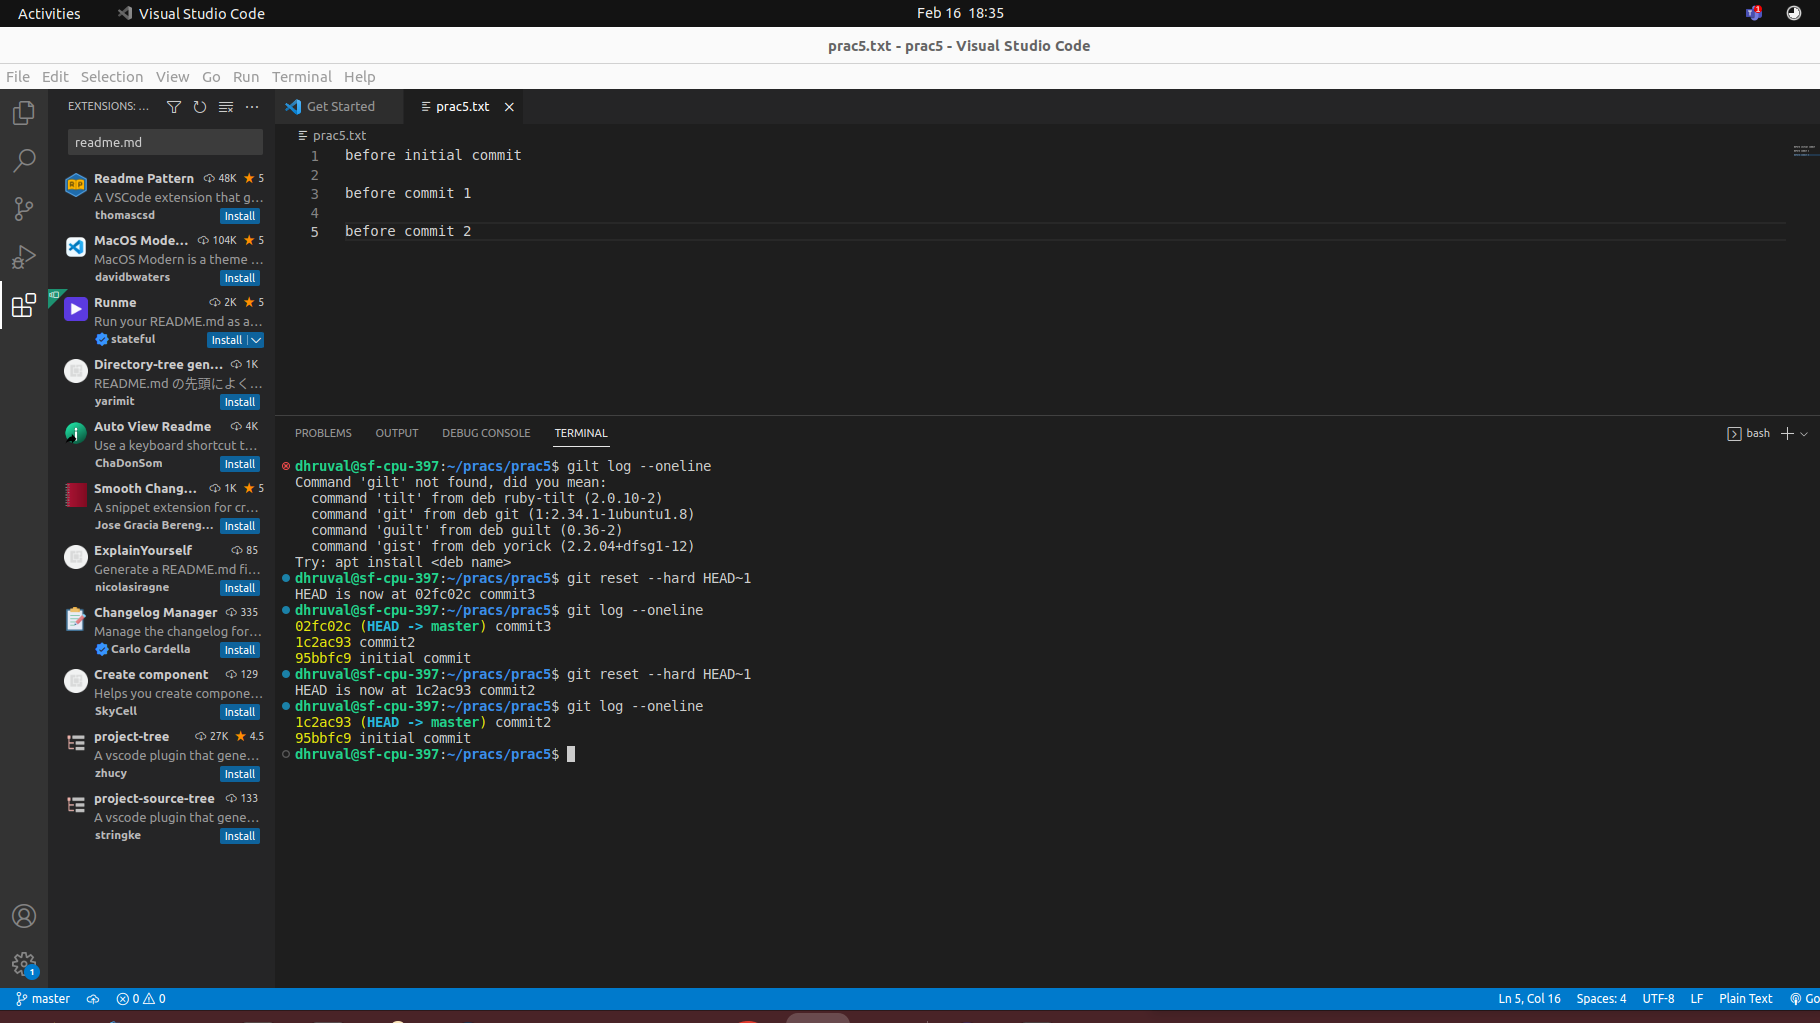 Activities
Visual Studio Code
Feb 16 18:35
1
prac5.txt - prac5 - Visual Studio Code
File Edit Selection View Go Run Terminal Help
EXTENSIONS: ...
readme.md
Readme Pattern 48K 5
A VSCode extension that g...
thomascsd Install
MacOS Mode... 104K 5
MacOS Modern is a theme ...
davidbwaters Install
Runme 2K 5
Run your README.md as a...
stateful Install
Directory-tree gen... 1K
README.md の先頭によく...
yarimit Install
Auto View Readme 4K
Use a keyboard shortcut t...
ChaDonSom Install
Smooth Chang... 1K 5
A snippet extension for cr...
Jose Gracia Bereng... Install
ExplainYourself 85
Generate a README.md fi...
nicolasiragne Install
Changelog Manager 335
Manage the changelog for...
Carlo Cardella Install
Create component 129
Helps you create compone...
SkyCell Install
project-tree 27K 4.5
A vscode plugin that gene...
zhucy Install
project-source-tree 133
A vscode plugin that gene...
stringke Install
1
Get Started
prac5.txt
prac5.txt
1 before initial commit
2
3 before commit 1
4
5 before commit 2
PROBLEMS OUTPUT DEBUG CONSOLE TERMINAL
bash
dhruval@sf-cpu-397:~/pracs/prac5$ gilt log --oneline
Command 'gilt' not found, did you mean:
command 'tilt' from deb ruby-tilt (2.0.10-2)
command 'git' from deb git (1:2.34.1-1ubuntu1.8)
command 'guilt' from deb guilt (0.36-2)
command 'gist' from deb yorick (2.2.04+dfsg1-12)
Try: apt install <deb name>
dhruval@sf-cpu-397:~/pracs/prac5$ git reset --hard HEAD~1
HEAD is now at 02fc02c commit3
dhruval@sf-cpu-397:~/pracs/prac5$ git log --oneline
02fc02c (HEAD -> master) commit3
1c2ac93 commit2
95bbfc9 initial commit
dhruval@sf-cpu-397:~/pracs/prac5$ git reset --hard HEAD~1
HEAD is now at 1c2ac93 commit2
dhruval@sf-cpu-397:~/pracs/prac5$ git log --oneline
1c2ac93 (HEAD -> master) commit2
95bbfc9 initial commit
dhruval@sf-cpu-397:~/pracs/prac5$
master 0 0
Ln 5, Col 16 Spaces: 4 UTF-8 LF Plain Text Go